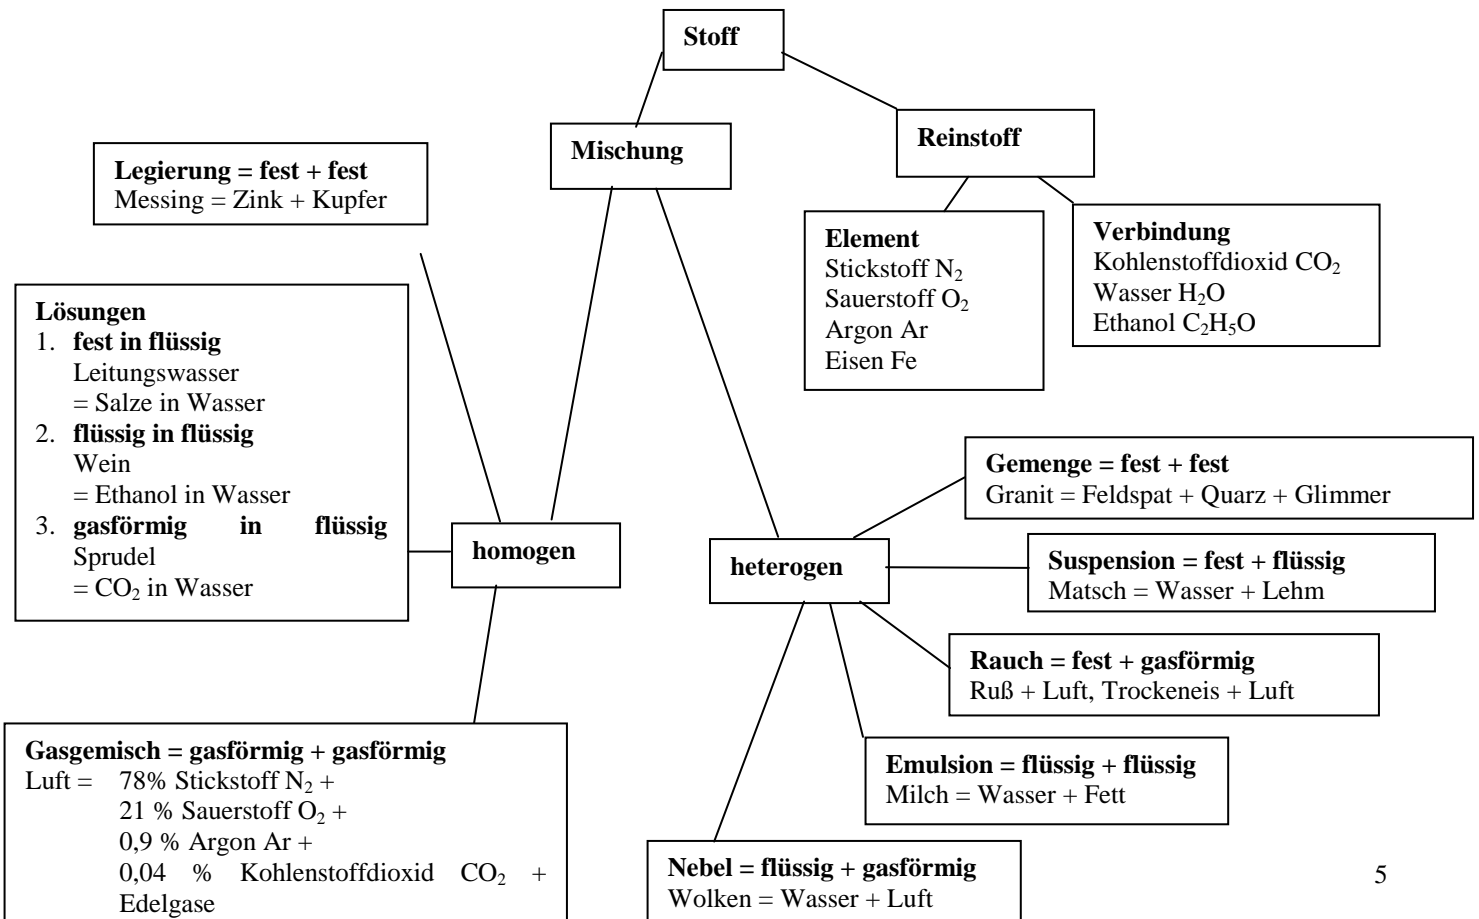 Stoff
Mischung
Reinstoff
Legierung = fest + fest
Messing = Zink + Kupfer
Element
Stickstoff N₂
Sauerstoff O₂
Argon Ar
Eisen Fe
Verbindung
Kohlenstoffdioxid CO₂
Wasser H₂O
Ethanol C₂H₅O
Lösungen
1. fest in flüssig
Leitungswasser
= Salze in Wasser
2. flüssig in flüssig
Wein
= Ethanol in Wasser
3. gasförmig in flüssig
Sprudel
= CO₂ in Wasser
homogen
heterogen
Gemenge = fest + fest
Granit = Feldspat + Quarz + Glimmer
Suspension = fest + flüssig
Matsch = Wasser + Lehm
Rauch = fest + gasförmig
Ruß + Luft, Trockeneis + Luft
Emulsion = flüssig + flüssig
Milch = Wasser + Fett
Gasgemisch = gasförmig + gasförmig
Luft = 78% Stickstoff N₂ +
21 % Sauerstoff O₂ +
0,9 % Argon Ar +
0,04 % Kohlenstoffdioxid CO₂ +
Edelgase
Nebel = flüssig + gasförmig
Wolken = Wasser + Luft
5